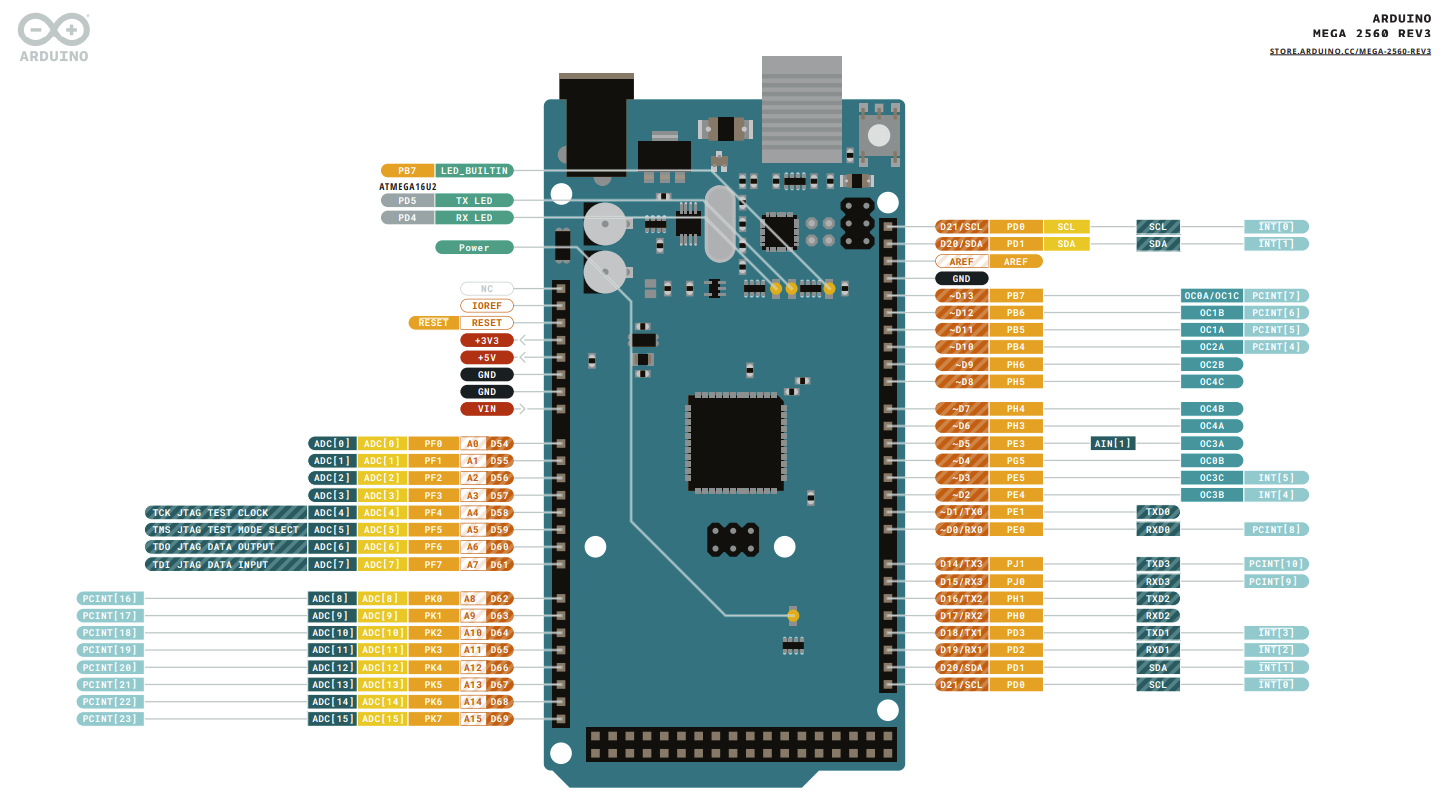 ARDUINO
ARDUINO
MEGA 2560 REV3
STORE.ARDUINO.CC/MEGA-2560-REV3
PB7 LED_BUILTIN
ATMEGA16U2
PD5 TX LED
PD4 RX LED
Power
NC
IOREF
RESET RESET
+3V3
+5V
GND
GND
VIN
ADC[0] ADC[0] PF0 A0 D54
ADC[1] ADC[1] PF1 A1 D55
ADC[2] ADC[2] PF2 A2 D56
ADC[3] ADC[3] PF3 A3 D57
TCK JTAG TEST CLOCK ADC[4] ADC[4] PF4 A4 D58
TMS JTAG TEST MODE SLECT ADC[5] ADC[5] PF5 A5 D59
TDO JTAG DATA OUTPUT ADC[6] ADC[6] PF6 A6 D60
TDI JTAG DATA INPUT ADC[7] ADC[7] PF7 A7 D61
PCINT[16] ADC[8] ADC[8] PK0 A8 D62
PCINT[17] ADC[9] ADC[9] PK1 A9 D63
PCINT[18] ADC[10] ADC[10] PK2 A10 D64
PCINT[19] ADC[11] ADC[11] PK3 A11 D65
PCINT[20] ADC[12] ADC[12] PK4 A12 D66
PCINT[21] ADC[13] ADC[13] PK5 A13 D67
PCINT[22] ADC[14] ADC[14] PK6 A14 D68
PCINT[23] ADC[15] ADC[15] PK7 A15 D69
D21/SCL PD0 SCL SCL INT[0]
D20/SDA PD1 SDA SDA INT[1]
AREF AREF
GND
~D13 PB7 OC0A/OC1C PCINT[7]
~D12 PB6 OC1B PCINT[6]
~D11 PB5 OC1A PCINT[5]
~D10 PB4 OC2A PCINT[4]
~D9 PH6 OC2B
~D8 PH5 OC4C
~D7 PH4 OC4B
~D6 PH3 OC4A
~D5 PE3 AIN[1] OC3A
~D4 PG5 OC0B
~D3 PE5 OC3C INT[5]
~D2 PE4 OC3B INT[4]
~D1/TX0 PE1 TXD0
~D0/RX0 PE0 RXD0 PCINT[8]
D14/TX3 PJ1 TXD3 PCINT[10]
D15/RX3 PJ0 RXD3 PCINT[9]
D16/TX2 PH1 TXD2
D17/RX2 PH0 RXD2
D18/TX1 PD3 TXD1 INT[3]
D19/RX1 PD2 RXD1 INT[2]
D20/SDA PD1 SDA INT[1]
D21/SCL PD0 SCL INT[0]